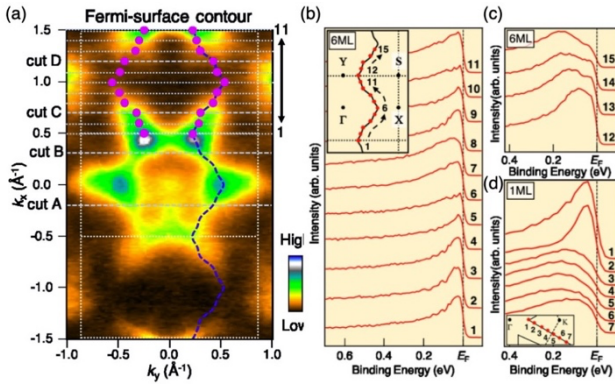 (a) Fermi-surface contour
1.5
1.0
0.5
0.0
-0.5
-1.0
-1.5
kx (Å⁻¹)
cut D
cut C
cut B
cut A
11
1
High
Low
-1.0 -0.5 0.0 0.5 1.0
ky (Å⁻¹)
(b)
6ML
15
Y 12 S
11
6
Γ X
1
Intensity (arb. units)
11
10
9
8
7
6
5
4
3
2
1
0.6 0.4 0.2 EF
Binding Energy (eV)
(c)
6ML
Intensity(arb. units)
15
14
13
12
0.4 0.2 EF
Binding Energy (eV)
(d)
1ML
Intensity(arb. units)
1
2
3
4
5
6
7
Γ K
1 2 3 4 5 6 7
0.4 0.2 EF
Binding Energy (eV)